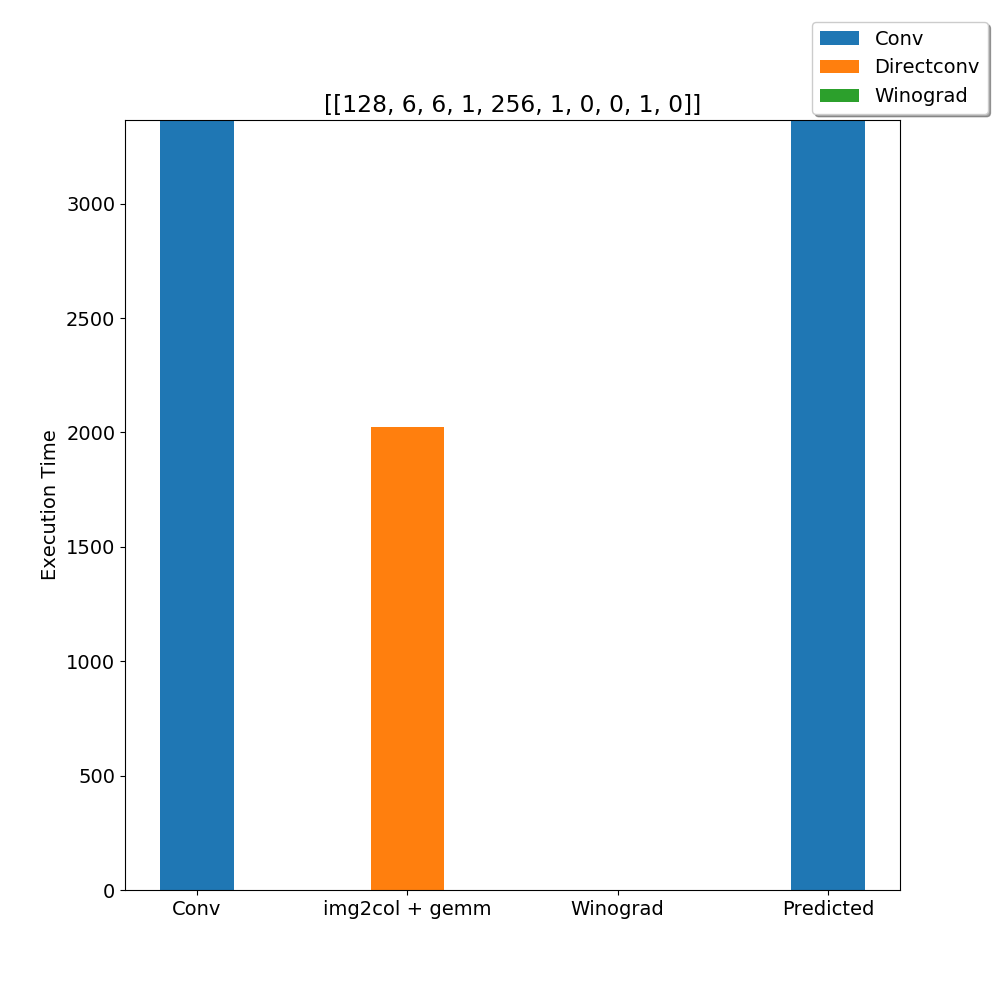 Conv
Directconv
Winograd
[[128, 6, 6, 1, 256, 1, 0, 0, 1, 0]]
3000
2500
2000
1500
1000
500
0
Execution Time
Conv
img2col + gemm
Winograd
Predicted